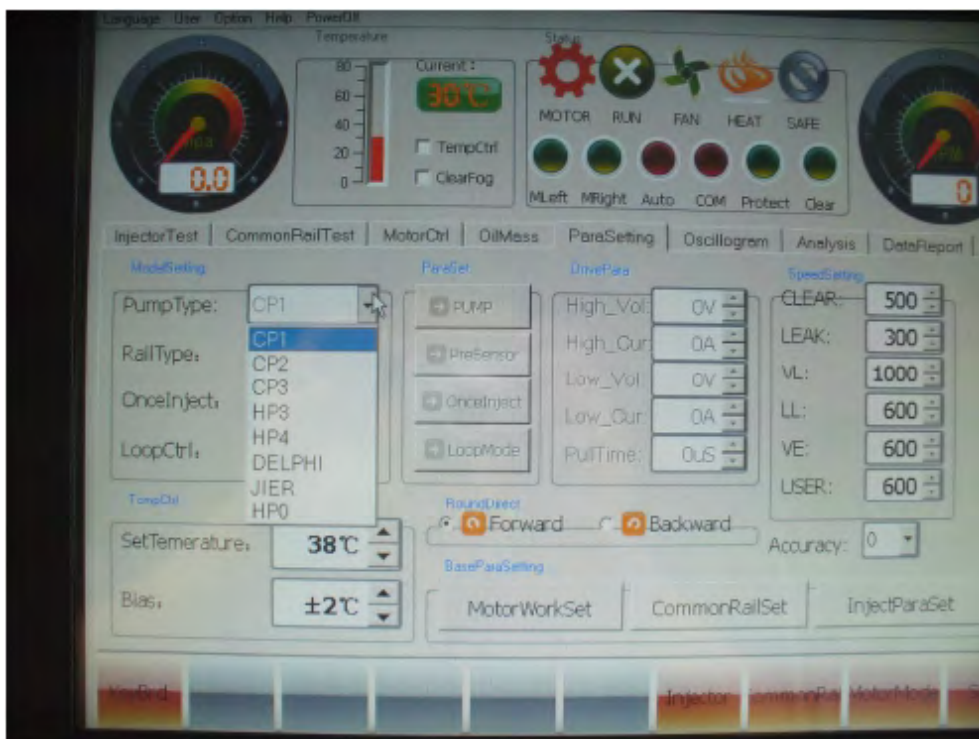 Language User Option Help PowerOff
Temperature
Status
80
60
40
20
0
Current:
30℃
TempCtrl
ClearFog
MOTOR RUN FAN HEAT SAFE
MLeft MRight Auto COM Protect Clear
0.0
0
InjectorTest CommonRailTest MotorCtrl OilMass ParaSetting Oscillogram Analysis DataReport
ModelSetting
PumpType: CP1
CP1
CP2
CP3
HP3
HP4
DELPHI
JIER
HP0
RailType:
OnceInject:
LoopCtrl:
ParaSet
PUMP
PreSensor
OnceInject
LoopMode
DrivePara
High_Vol: 0V
High_Cur 0A
Low_Vol 0V
Low_Cur: 0A
PullTime: 0uS
SpeedSetting
CLEAR: 500
LEAK: 300
VL: 1000
LL: 600
VE: 600
USER: 600
Accuracy: 0
TempCtrl
SetTemerature: 38℃
Bias: ±2℃
RoundDirect
Forward Backward
BaseParaSetting
MotorWorkSet CommonRailSet InjectParaSet
Injector MotorMode